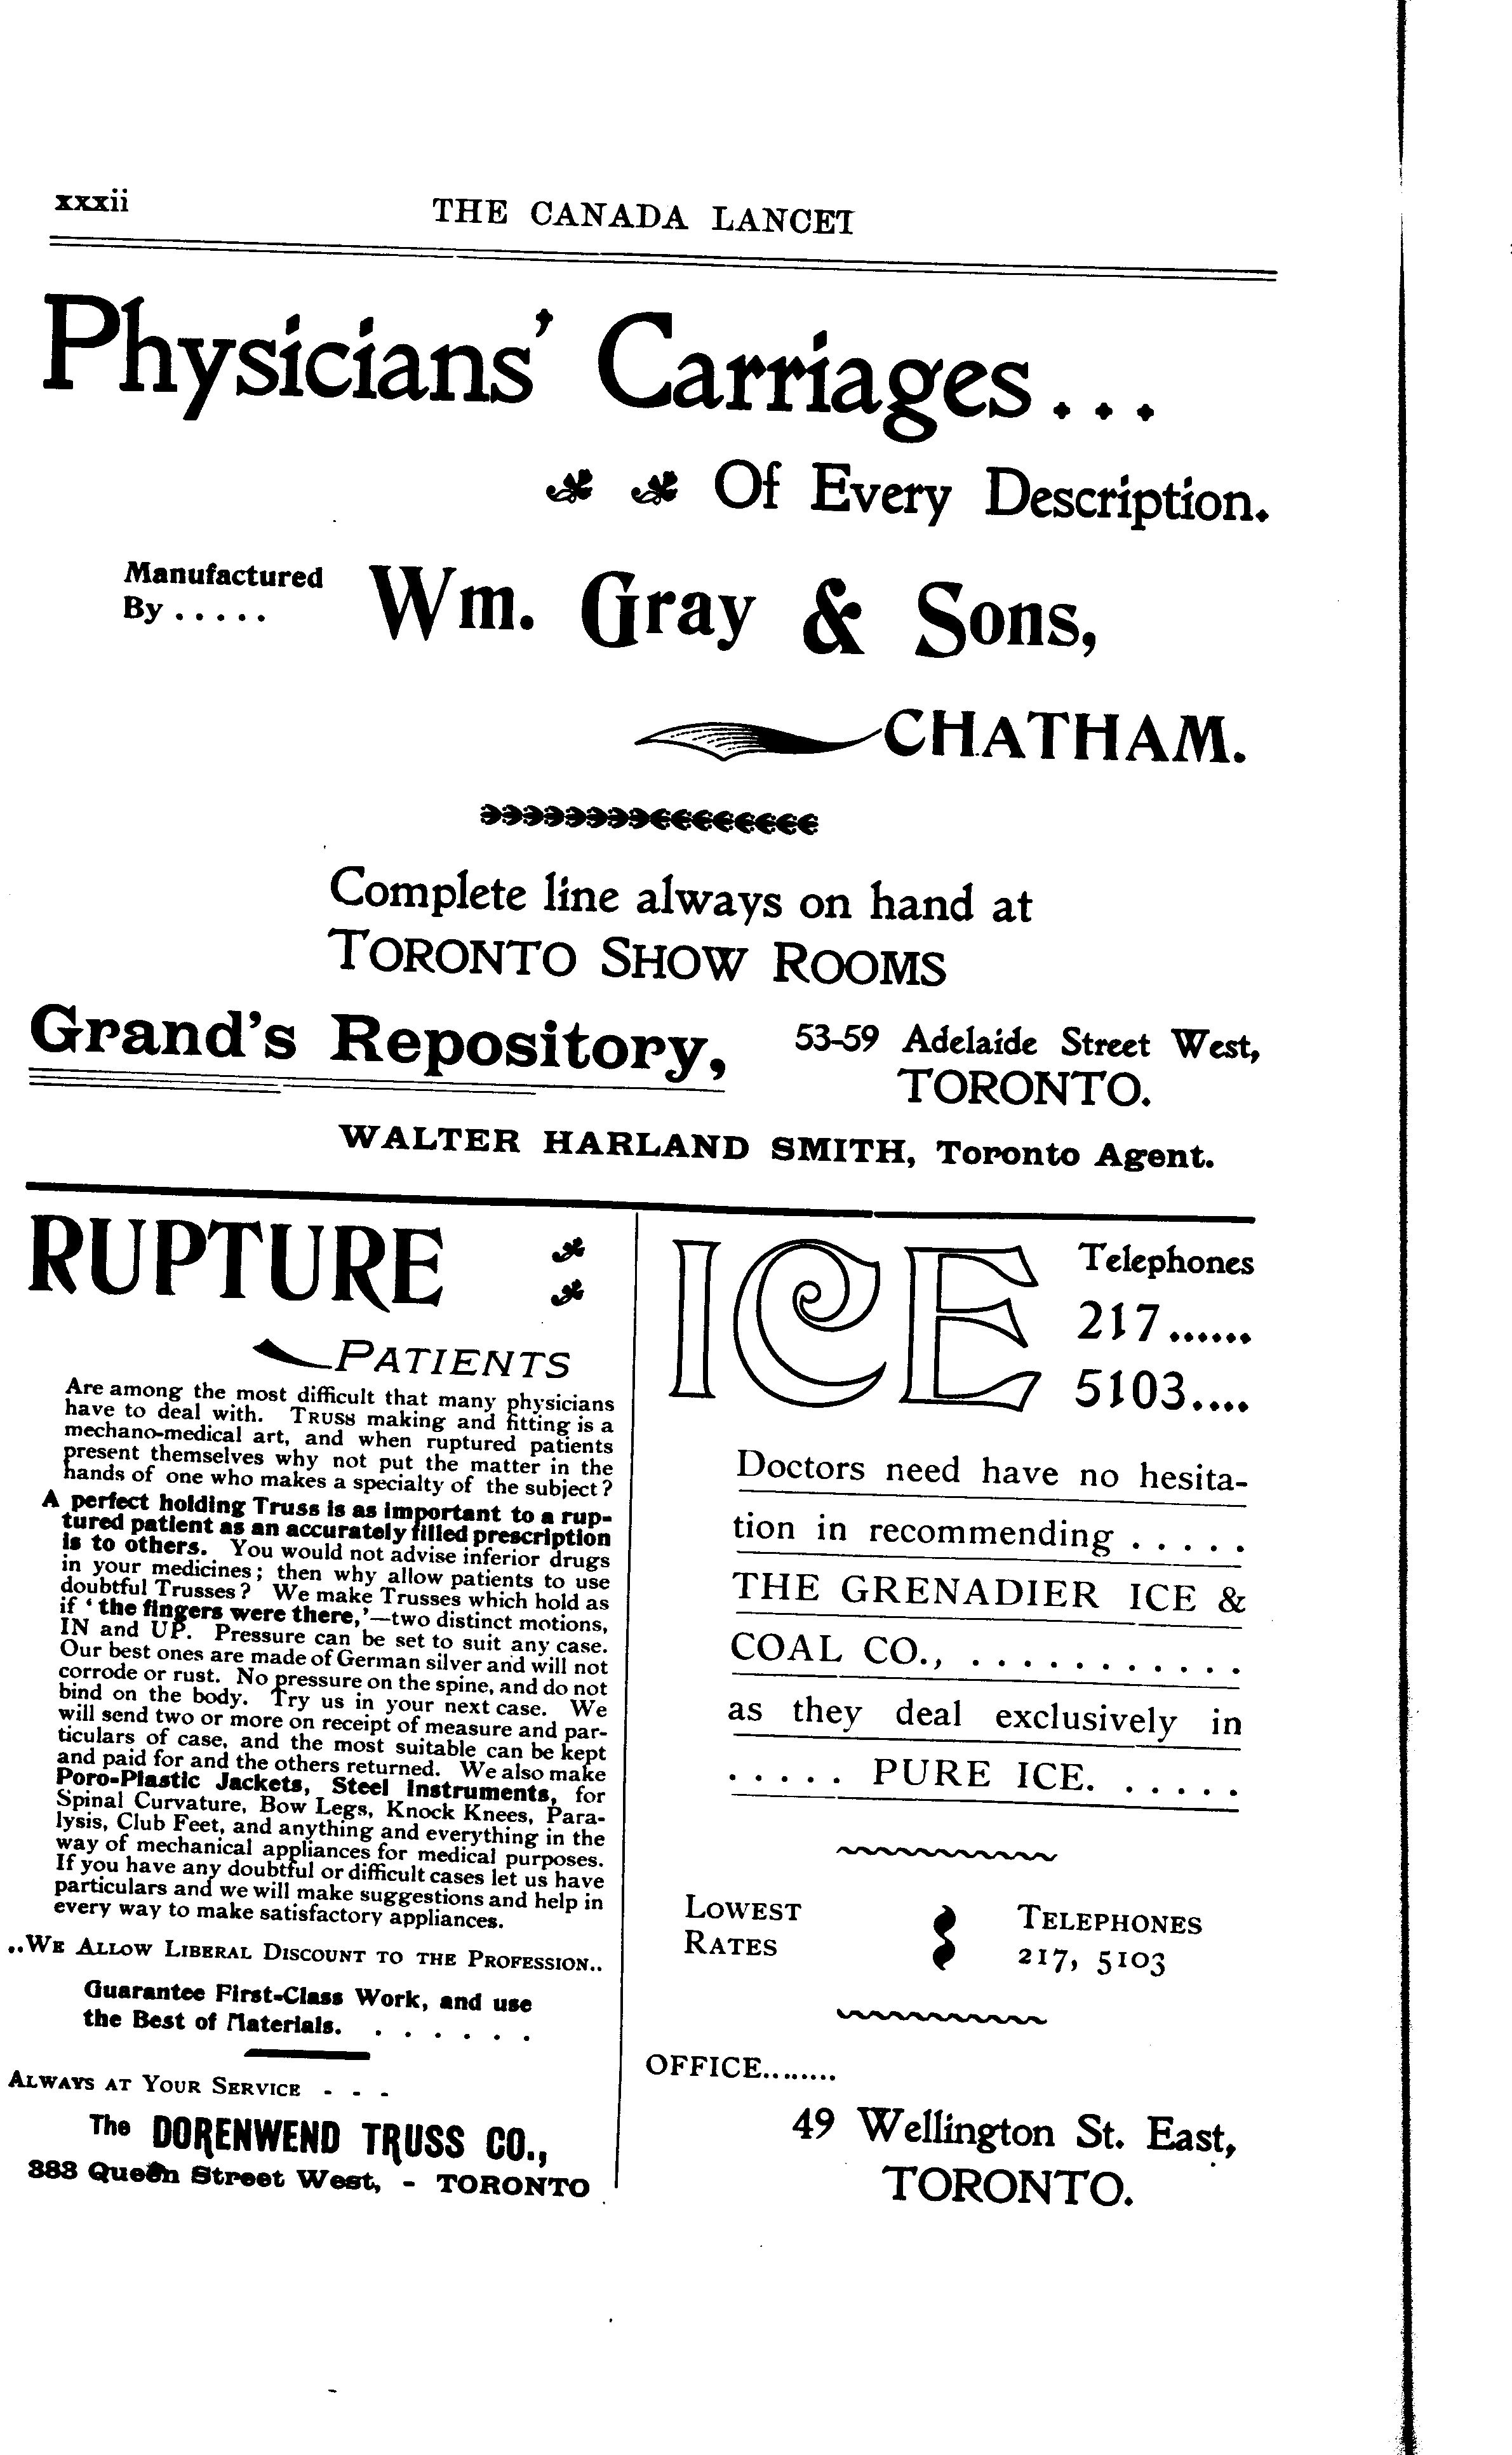 xxxii
THE CANADA LANCET
Physicians' Carriages...
Of Every Description.
Manufactured
By.....
Wm. Gray & Sons,
CHATHAM.
Complete line always on hand at
TORONTO SHOW ROOMS
Grand's Repository,
53-59 Adelaide Street West,
TORONTO.
WALTER HARLAND SMITH, Toronto Agent.
RUPTURE
PATIENTS
Are among the most difficult that many physicians
have to deal with. TRUSS making and fitting is a
mechano-medical art, and when ruptured patients
present themselves why not put the matter in the
hands of one who makes a specialty of the subject?
A perfect holding Truss is as important to a rup-
tured patient as an accurately filled prescription
is to others. You would not advise inferior drugs
in your medicines; then why allow patients to use
doubtful Trusses? We make Trusses which hold as
if 'the fingers were there,'—two distinct motions,
IN and UP. Pressure can be set to suit any case.
Our best ones are made of German silver and will not
corrode or rust. No pressure on the spine, and do not
bind on the body. Try us in your next case. We
will send two or more on receipt of measure and par-
ticulars of case, and the most suitable can be kept
and paid for and the others returned. We also make
Poro-Plastic Jackets, Steel Instruments, for
Spinal Curvature, Bow Legs, Knock Knees, Para-
lysis, Club Feet, and anything and everything in the
way of mechanical appliances for medical purposes.
If you have any doubtful or difficult cases let us have
particulars and we will make suggestions and help in
every way to make satisfactory appliances.
..WE ALLOW LIBERAL DISCOUNT TO THE PROFESSION..
Guarantee First-Class Work, and use
the Best of Materials. . . . . . .
ALWAYS AT YOUR SERVICE - - -
The DORENWEND TRUSS CO.,
383 Queen Street West, - TORONTO
ICE
Telephones
217......
5103....
Doctors need have no hesita-
tion in recommending . . . . .
THE GRENADIER ICE &
COAL CO., . . . . . . . . . . .
as they deal exclusively in
. . . . . PURE ICE. . . . . . .
LOWEST
RATES
TELEPHONES
217, 5103
OFFICE........
49 Wellington St. East,
TORONTO.